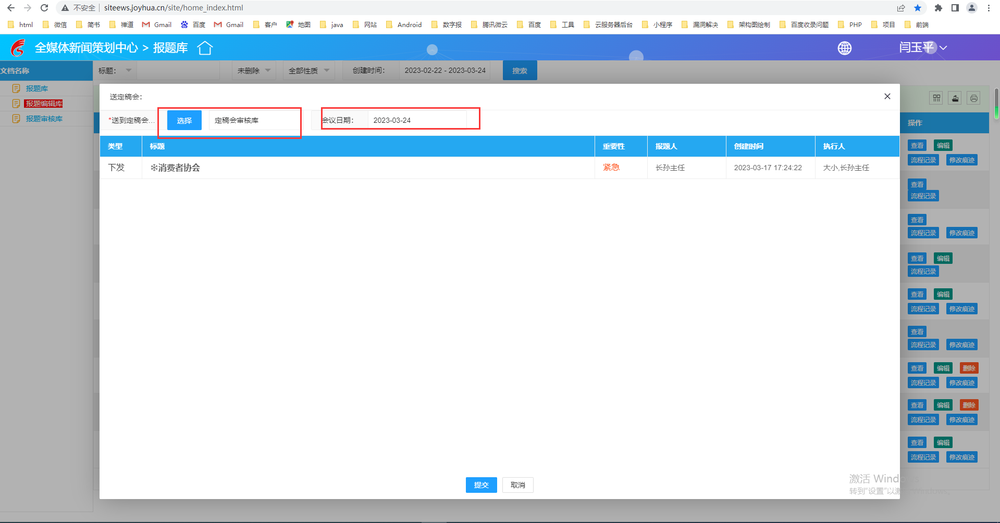 不安全 siteews.joyhua.cn/site/home_index.html
html 微信 简书 禅道 Gmail 百度 Gmail 客户 地图 java 网站 Android 数字报 腾讯微云 百度 工具 云服务器后台 小程序 漏洞解决 架构图绘制 百度收录问题 PHP 项目 前端
全媒体新闻策划中心 > 报题库 闫玉平
文档名称 标题： 未删除 全部性质 创建时间： 2023-02-22 - 2023-03-24 搜索
报题库
报题编辑库
报题审核库
送定稿会：
*送到定稿会... 选择 定稿会审核库 会议日期： 2023-03-24
操作
类型 标题 重要性 报题人 创建时间 执行人
下发 ❄消费者协会 紧急 长孙主任 2023-03-17 17:24:22 大小,长孙主任
查看 编辑
流程记录 修改痕迹
查看
流程记录
查看
流程记录 修改痕迹
查看 编辑
流程记录
查看 编辑
流程记录 修改痕迹
查看
流程记录 修改痕迹
查看 编辑 删除
流程记录 修改痕迹
查看 编辑 删除
流程记录 修改痕迹
查看 编辑
流程记录 修改痕迹
提交 取消
激活 Windows
转到"设置"以激活 Windows。